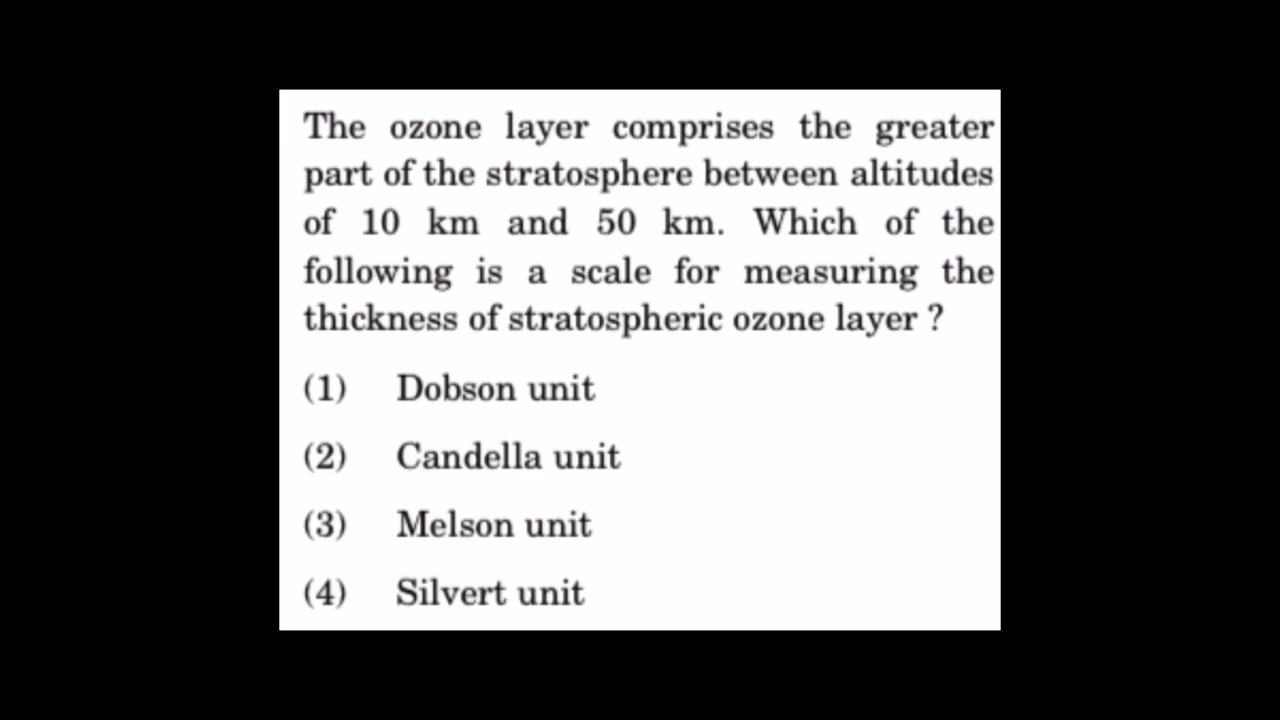 The ozone layer comprises the greater
part of the stratosphere between altitudes
of 10 km and 50 km. Which of the
following is a scale for measuring the
thickness of stratospheric ozone layer ?
(1) Dobson unit
(2) Candella unit
(3) Melson unit
(4) Silvert unit